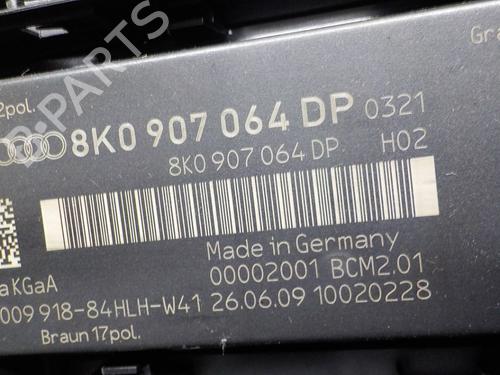 2pol.
Gra
8K0 907 064 DP 0321
8K0 907 064 DP H02
Made in Germany
a KGaA
00002001 BCM2.01
009 918-84HLH-W41 26.06.09 10020228
Braun 17pol.
B-PARTS